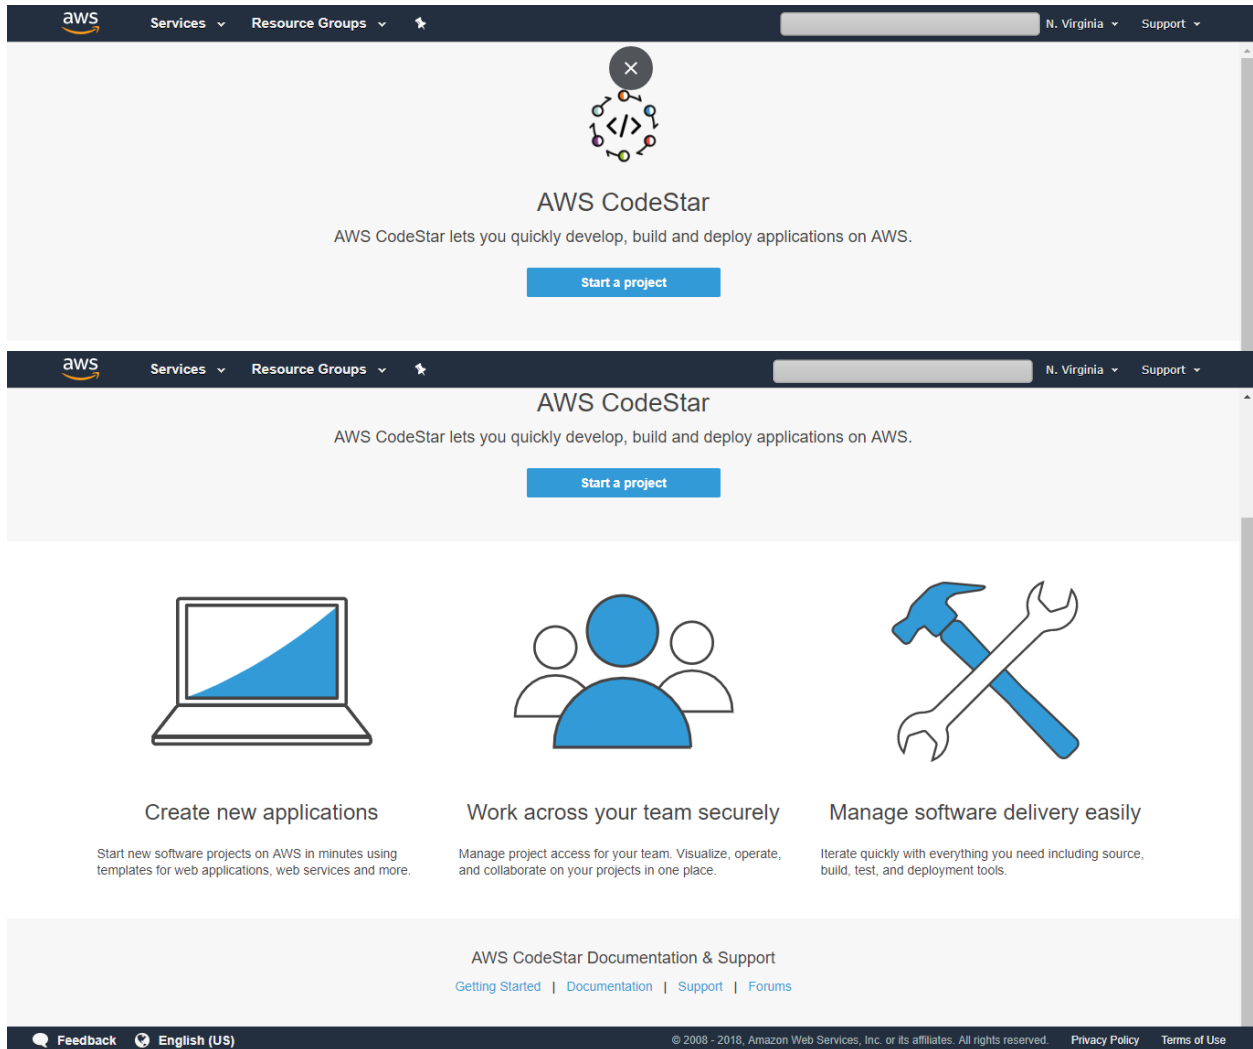 aws Services Resource Groups N. Virginia Support
</>
AWS CodeStar
AWS CodeStar lets you quickly develop, build and deploy applications on AWS.
Start a project
aws Services Resource Groups N. Virginia Support
AWS CodeStar
AWS CodeStar lets you quickly develop, build and deploy applications on AWS.
Start a project
Create new applications
Start new software projects on AWS in minutes using
templates for web applications, web services and more.
Work across your team securely
Manage project access for your team. Visualize, operate,
and collaborate on your projects in one place.
Manage software delivery easily
Iterate quickly with everything you need including source,
build, test, and deployment tools.
AWS CodeStar Documentation & Support
Getting Started | Documentation | Support | Forums
Feedback English (US) © 2008 - 2018, Amazon Web Services, Inc. or its affiliates. All rights reserved. Privacy Policy Terms of Use